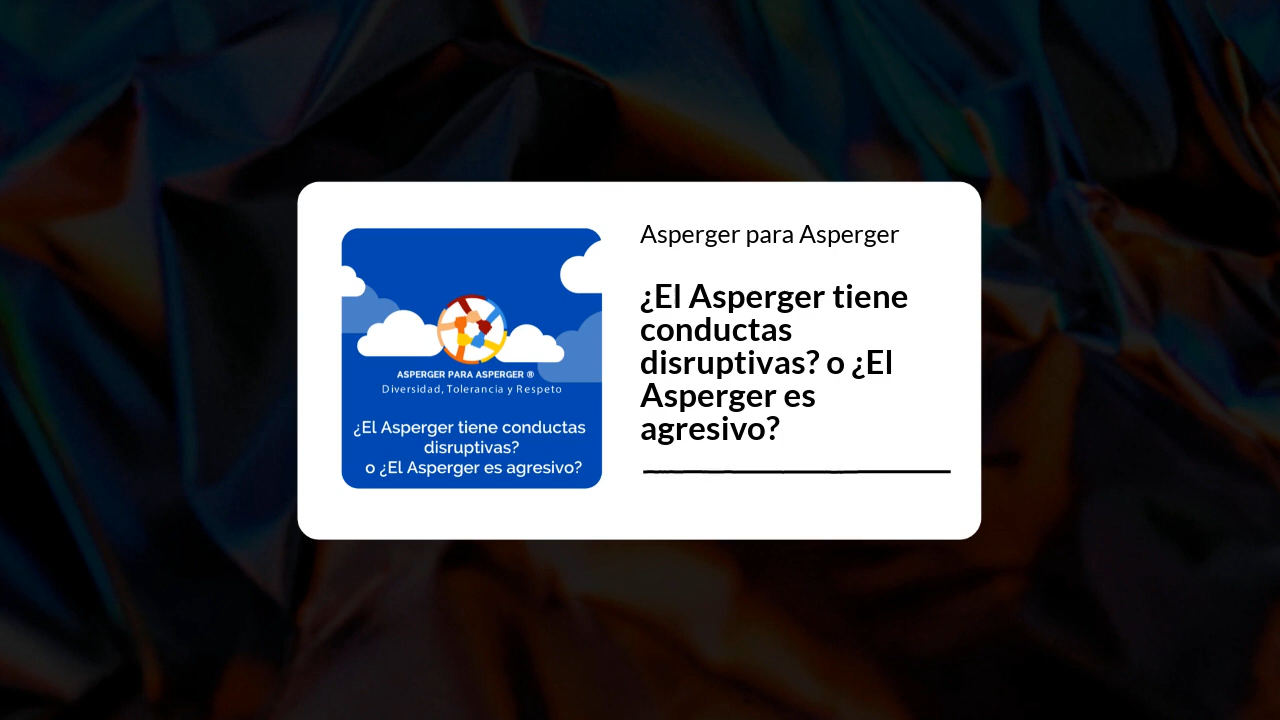 Asperger para Asperger
¿El Asperger tiene
conductas
disruptivas? o ¿El
Asperger es
agresivo?
ASPERGER PARA ASPERGER ®
Diversidad, Tolerancia y Respeto
¿El Asperger tiene conductas
disruptivas?
o ¿El Asperger es agresivo?